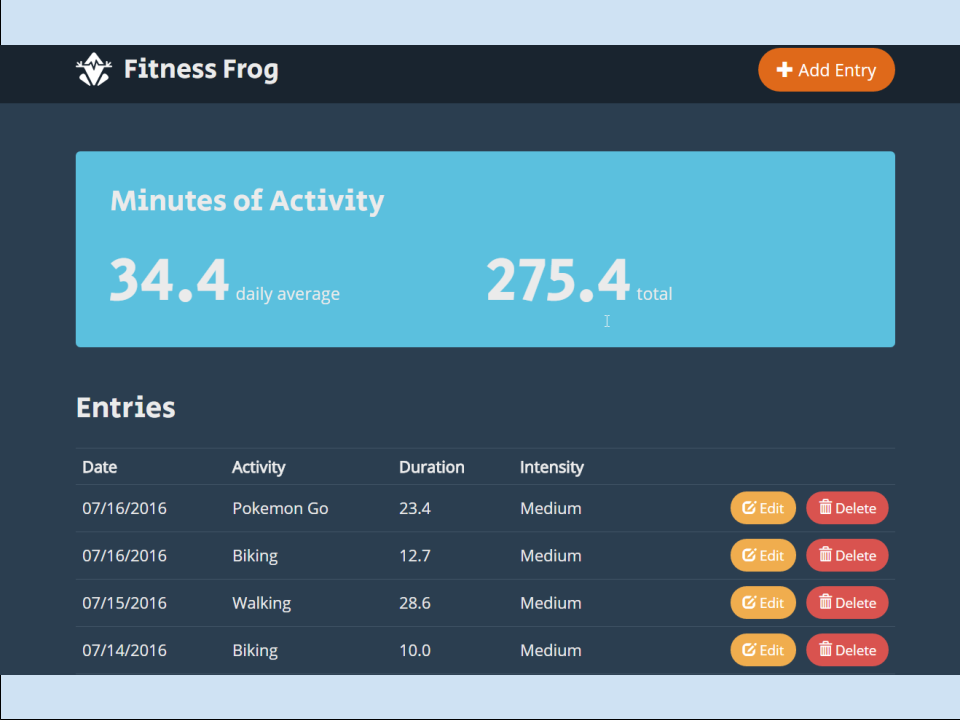 Fitness Frog
Add Entry
Minutes of Activity
34.4 daily average 275.4 total
Entries
Date Activity Duration Intensity
07/16/2016 Pokemon Go 23.4 Medium Edit Delete
07/16/2016 Biking 12.7 Medium Edit Delete
07/15/2016 Walking 28.6 Medium Edit Delete
07/14/2016 Biking 10.0 Medium Edit Delete